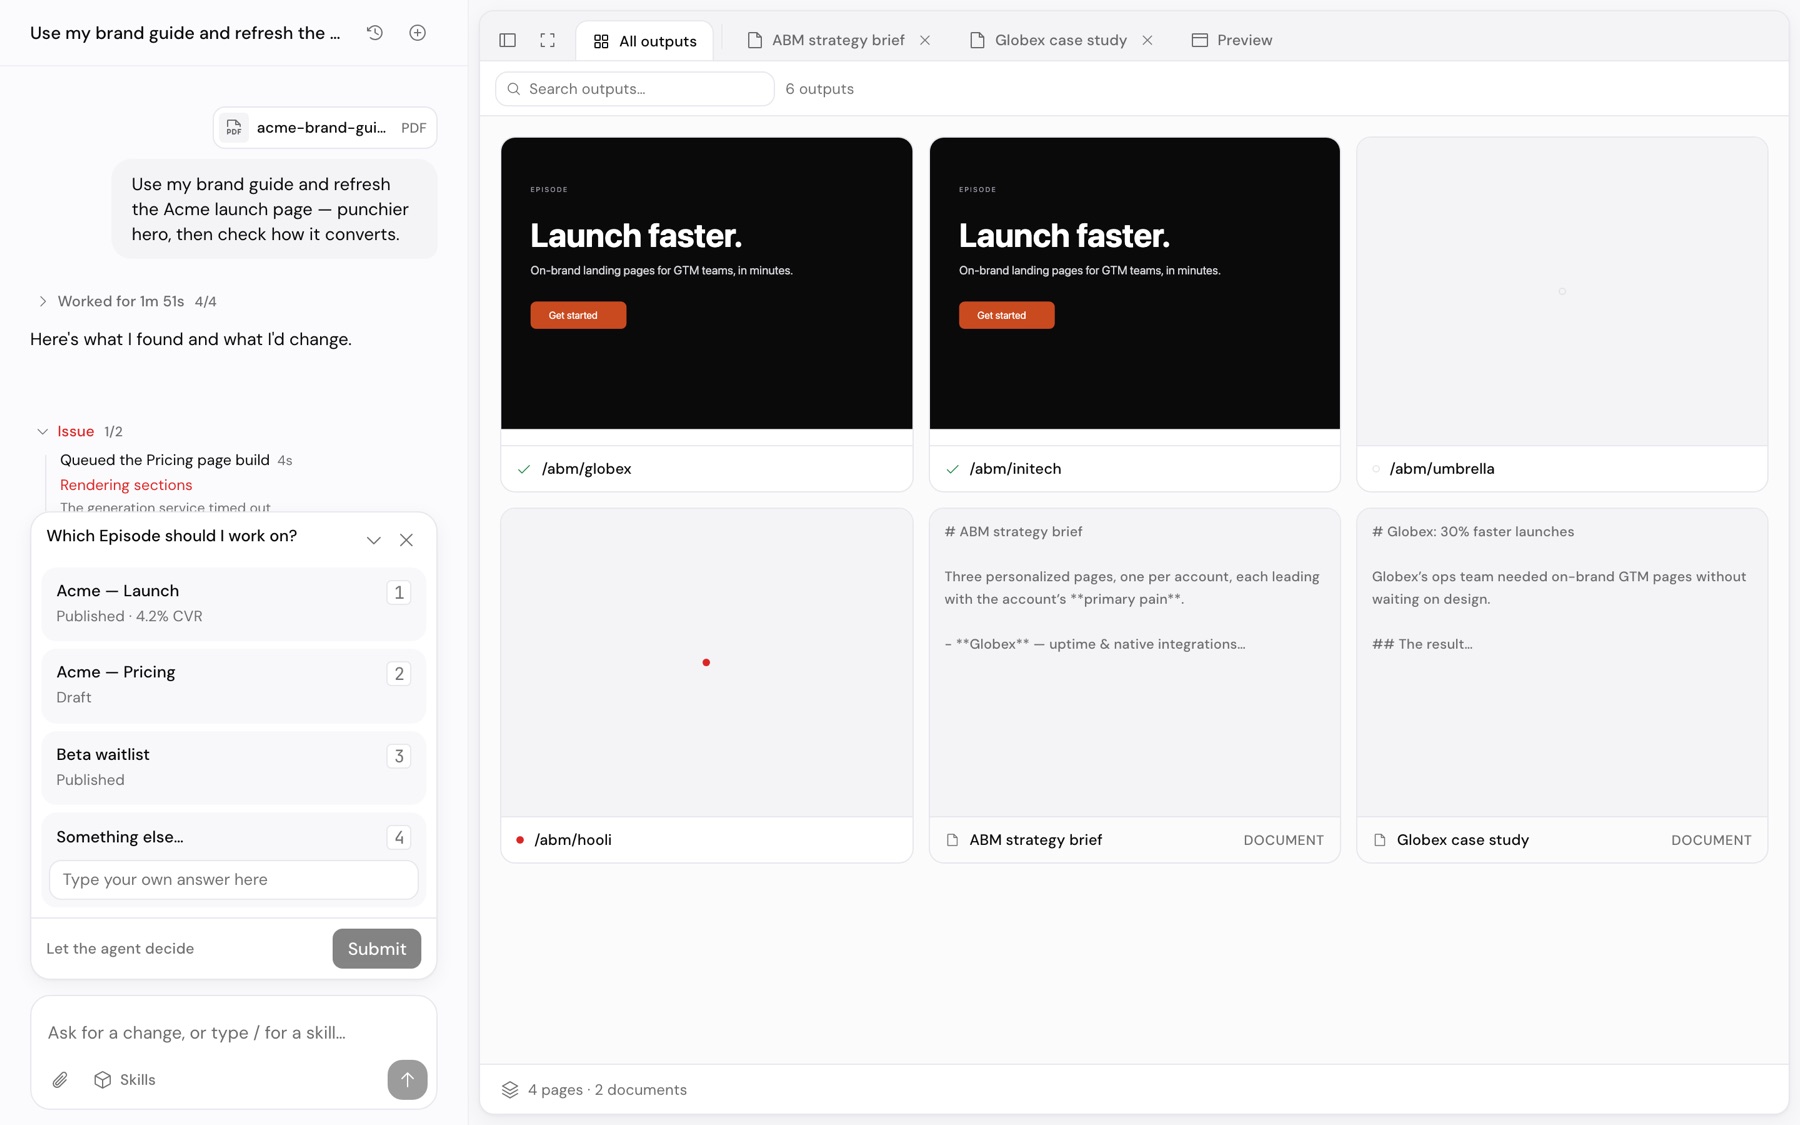 Use my brand guide and refresh the ...
acme-brand-gui... PDF
Use my brand guide and refresh
the Acme launch page — punchier
hero, then check how it converts.
Worked for 1m 51s 4/4
Here's what I found and what I'd change.
Issue 1/2
Queued the Pricing page build 4s
Rendering sections
The generation service timed out
Which Episode should I work on?
Acme — Launch 1
Published · 4.2% CVR
Acme — Pricing 2
Draft
Beta waitlist 3
Published
Something else... 4
Type your own answer here
Let the agent decide Submit
Ask for a change, or type / for a skill...
Skills
All outputs ABM strategy brief Globex case study Preview
Search outputs... 6 outputs
EPISODE
Launch faster.
On-brand landing pages for GTM teams, in minutes.
Get started
/abm/globex
EPISODE
Launch faster.
On-brand landing pages for GTM teams, in minutes.
Get started
/abm/initech
/abm/umbrella
/abm/hooli
# ABM strategy brief
Three personalized pages, one per account, each leading
with the account’s **primary pain**.
- **Globex** — uptime & native integrations...
ABM strategy brief DOCUMENT
# Globex: 30% faster launches
Globex’s ops team needed on-brand GTM pages without
waiting on design.
## The result...
Globex case study DOCUMENT
4 pages · 2 documents